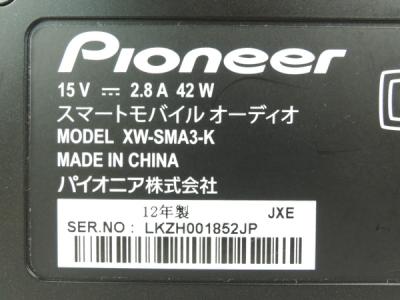 Pioneer
15 V ⎓ 2.8 A 42 W
スマートモバイル オーディオ
MODEL XW-SMA3-K
MADE IN CHINA
パイオニア株式会社
12年製 JXE
SER.NO : LKZH001852JP